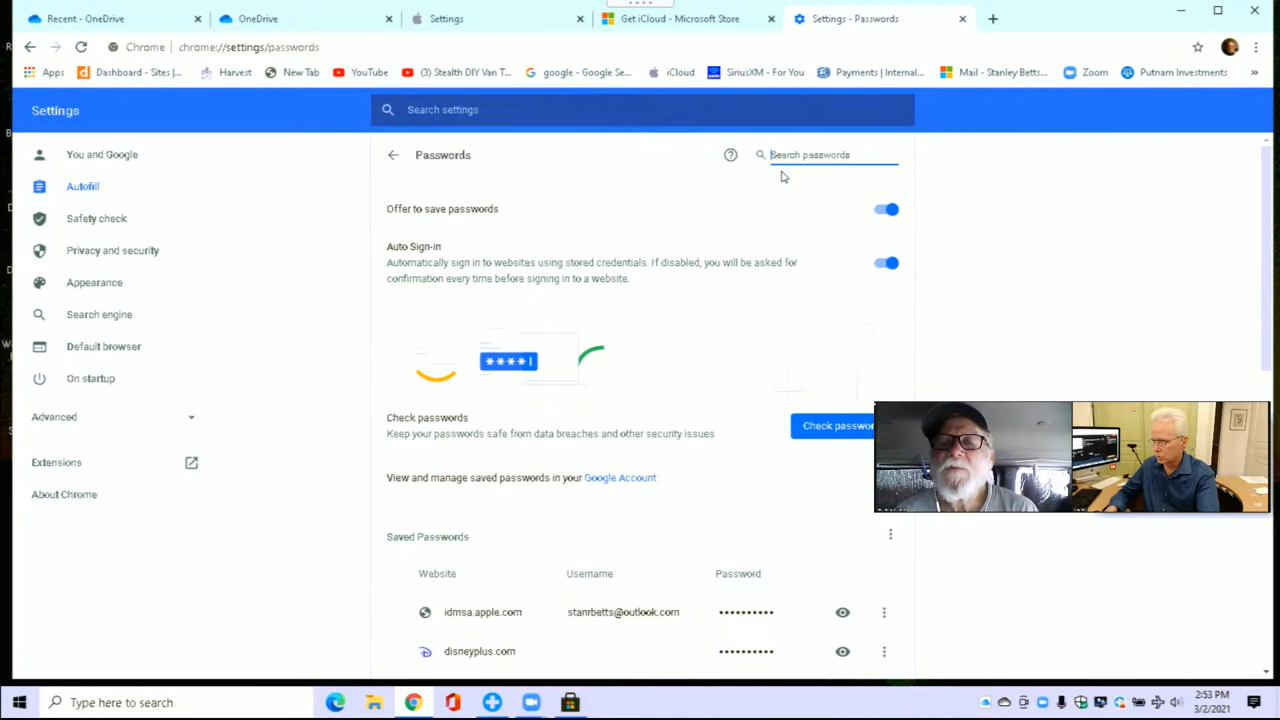 Recent - OneDrive
OneDrive
Settings
Get iCloud - Microsoft Store
Settings - Passwords
Chrome
chrome://settings/passwords
Apps
Dashboard - Sites |...
Harvest
New Tab
YouTube
(3) Stealth DIY Van T...
google - Google Se...
iCloud
SiriusXM - For You
Payments | Internal...
Mail - Stanley Betts...
Zoom
Putnam Investments
»
Settings
Search settings
You and Google
Autofill
Safety check
Privacy and security
Appearance
Search engine
Default browser
On startup
Advanced
Extensions
About Chrome
Passwords
Search passwords
Offer to save passwords
Auto Sign-in
Automatically sign in to websites using stored credentials. If disabled, you will be asked for
confirmation every time before signing in to a website.
****|
Check passwords
Keep your passwords safe from data breaches and other security issues
Check passwor
View and manage saved passwords in your Google Account
Saved Passwords
Website Username Password
idmsa.apple.com stanrbetts@outlook.com ••••••••••
disneyplus.com ••••••••••
Type here to search
2:53 PM
3/2/2021